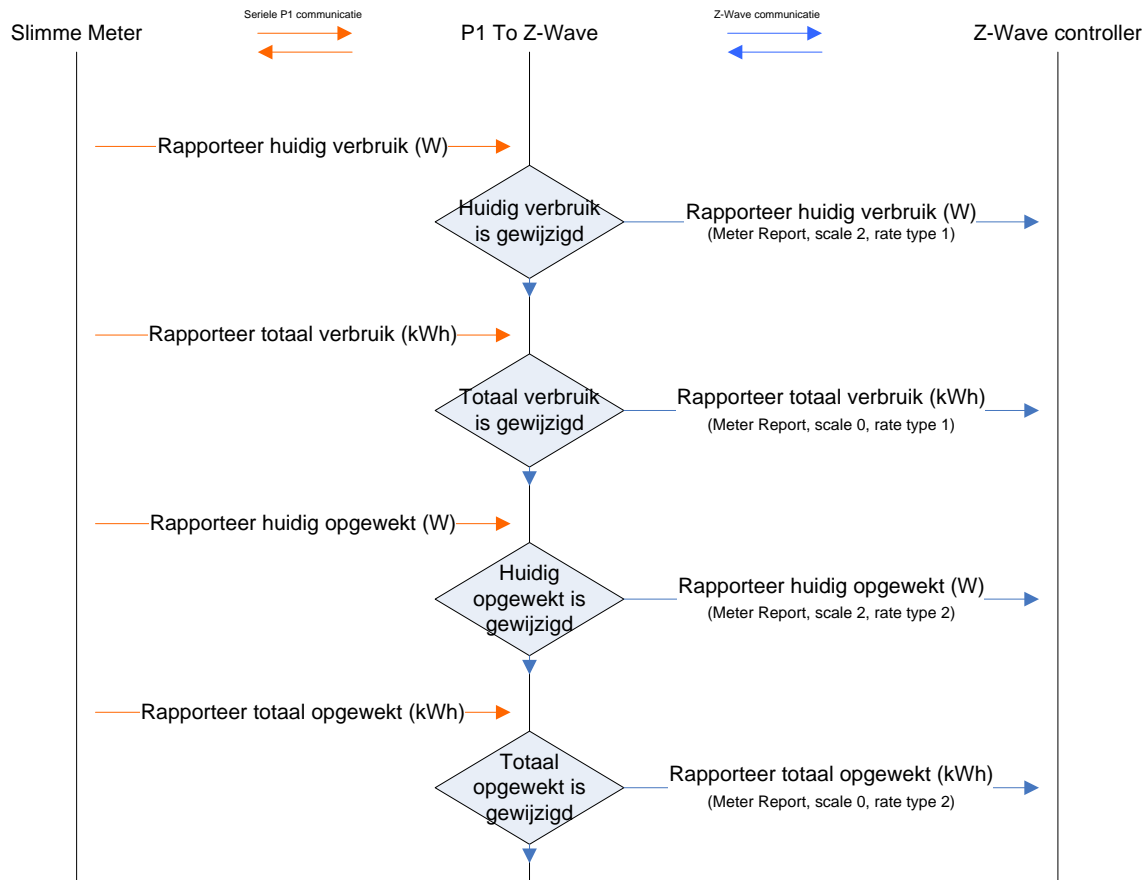 Seriele P1 communicatie
Z-Wave communicatie
Slimme Meter
P1 To Z-Wave
Z-Wave controller
Rapporteer huidig verbruik (W)
Huidig verbruik
is gewijzigd
Rapporteer huidig verbruik (W)
(Meter Report, scale 2, rate type 1)
Rapporteer totaal verbruik (kWh)
Totaal verbruik
is gewijzigd
Rapporteer totaal verbruik (kWh)
(Meter Report, scale 0, rate type 1)
Rapporteer huidig opgewekt (W)
Huidig
opgewekt is
gewijzigd
Rapporteer huidig opgewekt (W)
(Meter Report, scale 2, rate type 2)
Rapporteer totaal opgewekt (kWh)
Totaal
opgewekt is
gewijzigd
Rapporteer totaal opgewekt (kWh)
(Meter Report, scale 0, rate type 2)